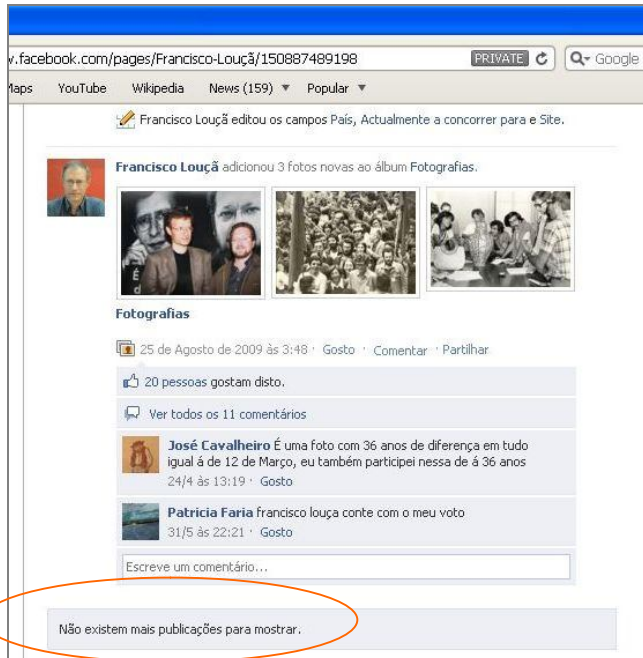 v.facebook.com/pages/Francisco-Louçã/150887489198
PRIVATE
Google
Maps YouTube Wikipedia News (159) Popular
Francisco Louçã editou os campos País, Actualmente a concorrer para e Site.
Francisco Louçã adicionou 3 fotos novas ao álbum Fotografias.
Fotografias
25 de Agosto de 2009 às 3:48 · Gosto · Comentar · Partilhar
20 pessoas gostam disto.
Ver todos os 11 comentários
José Cavalheiro É uma foto com 36 anos de diferença em tudo
igual á de 12 de Março, eu também participei nessa de á 36 anos
24/4 às 13:19 · Gosto
Patricia Faria francisco louça conte com o meu voto
31/5 às 22:21 · Gosto
Escreve um comentário...
Não existem mais publicações para mostrar.